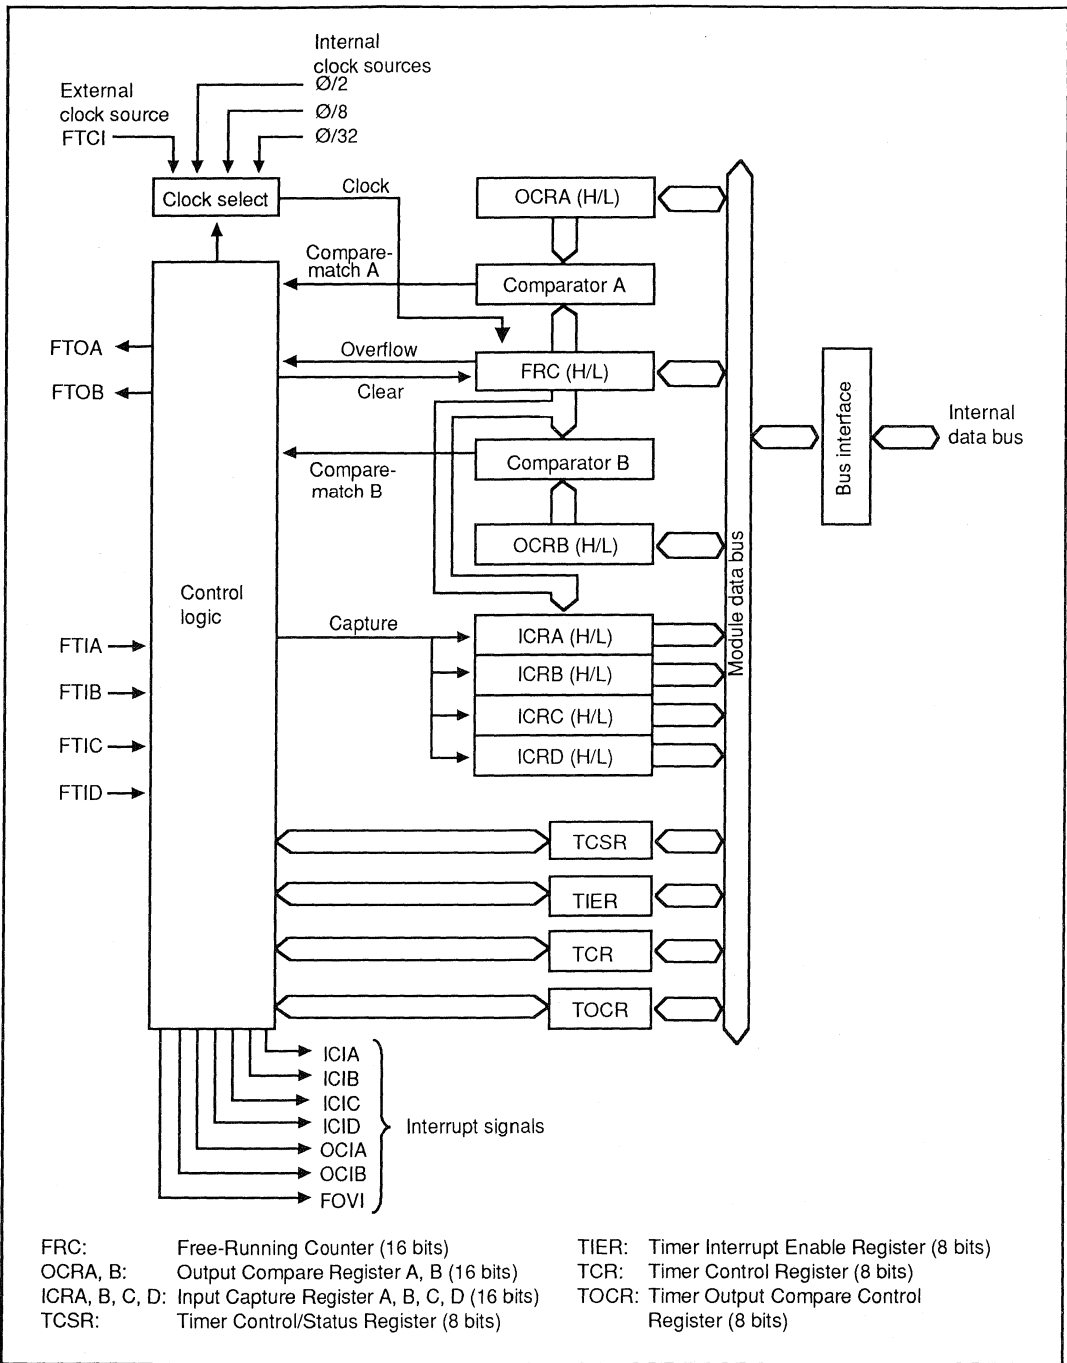 Internal
clock sources
Ø/2
External
clock source
Ø/8
FTCI
Ø/32
Clock select
Clock
OCRA (H/L)
Compare-
match A
Comparator A
FTOA
Overflow
FRC (H/L)
FTOB
Clear
Bus interface
Internal
data bus
Compare-
match B
Comparator B
OCRB (H/L)
Module data bus
Control
logic
Capture
ICRA (H/L)
FTIA
ICRB (H/L)
FTIB
ICRC (H/L)
FTIC
ICRD (H/L)
FTID
TCSR
TIER
TCR
TOCR
ICIA
ICIB
ICIC
ICID
Interrupt signals
OCIA
OCIB
FOVI
FRC: Free-Running Counter (16 bits)
OCRA, B: Output Compare Register A, B (16 bits)
ICRA, B, C, D: Input Capture Register A, B, C, D (16 bits)
TCSR: Timer Control/Status Register (8 bits)
TIER: Timer Interrupt Enable Register (8 bits)
TCR: Timer Control Register (8 bits)
TOCR: Timer Output Compare Control
Register (8 bits)